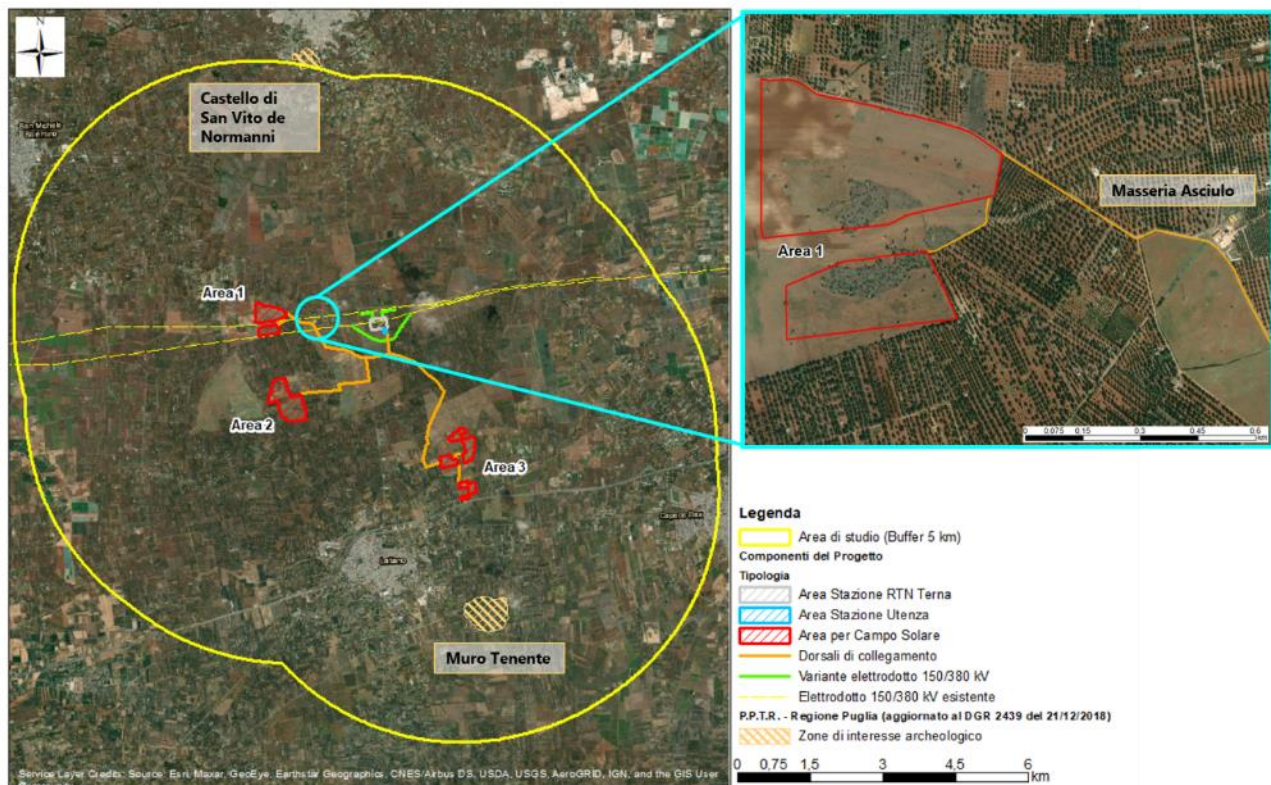 N
Castello di
San Vito de
Normanni
San Michele
Salentino
Area 1
Area 2
Area 3
Latiano
Muro Tenente
Service Layer Credits: Source: Esri, Maxar, GeoEye, Earthstar Geographics, CNES/Airbus DS, USDA, USGS, AeroGRID, IGN, and the GIS User
Masseria Asciulo
Area 1
0 0.075 0.15 0.3 0.45 0.6
Legenda
Area di studio (Buffer 5 km)
Componenti del Progetto
Tipologia
Area Stazione RTN Terna
Area Stazione Utenza
Area per Campo Solare
Dorsali di collegamento
Variante elettrodotto 150/380 kV
Elettrodotto 150/380 kV esistente
P.P.T.R. - Regione Puglia (aggiornato al DGR 2439 del 21/12/2018)
Zone di interesse archeologico
0 0,75 1,5 3 4,5 6
km